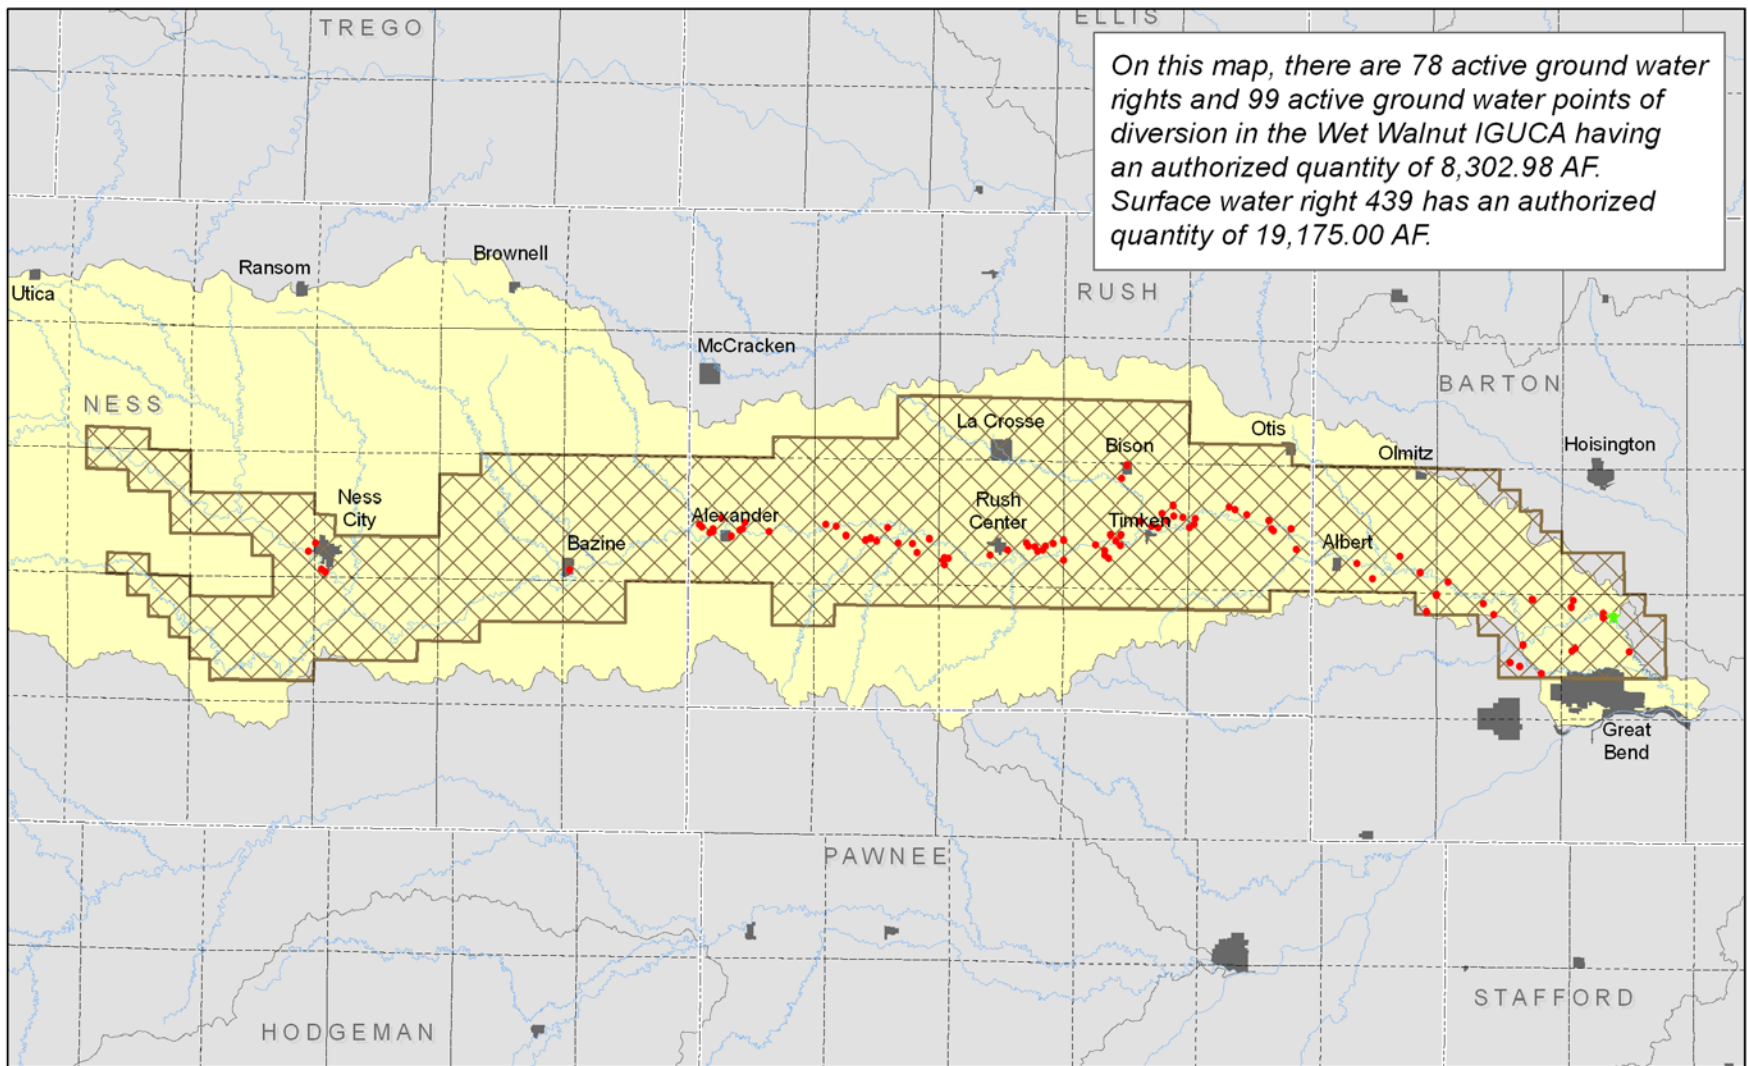 TREGO
ELLIS
On this map, there are 78 active ground water
rights and 99 active ground water points of
diversion in the Wet Walnut IGUCA having
an authorized quantity of 8,302.98 AF.
Surface water right 439 has an authorized
quantity of 19,175.00 AF.
Brownell
Ransom
Utica
RUSH
McCracken
BARTON
NESS
La Crosse
Otis
Bison
Olmitz
Hoisington
Ness
City
Rush
Center
Alexander
Timken
Bazine
Albert
Great
Bend
PAWNEE
STAFFORD
HODGEMAN